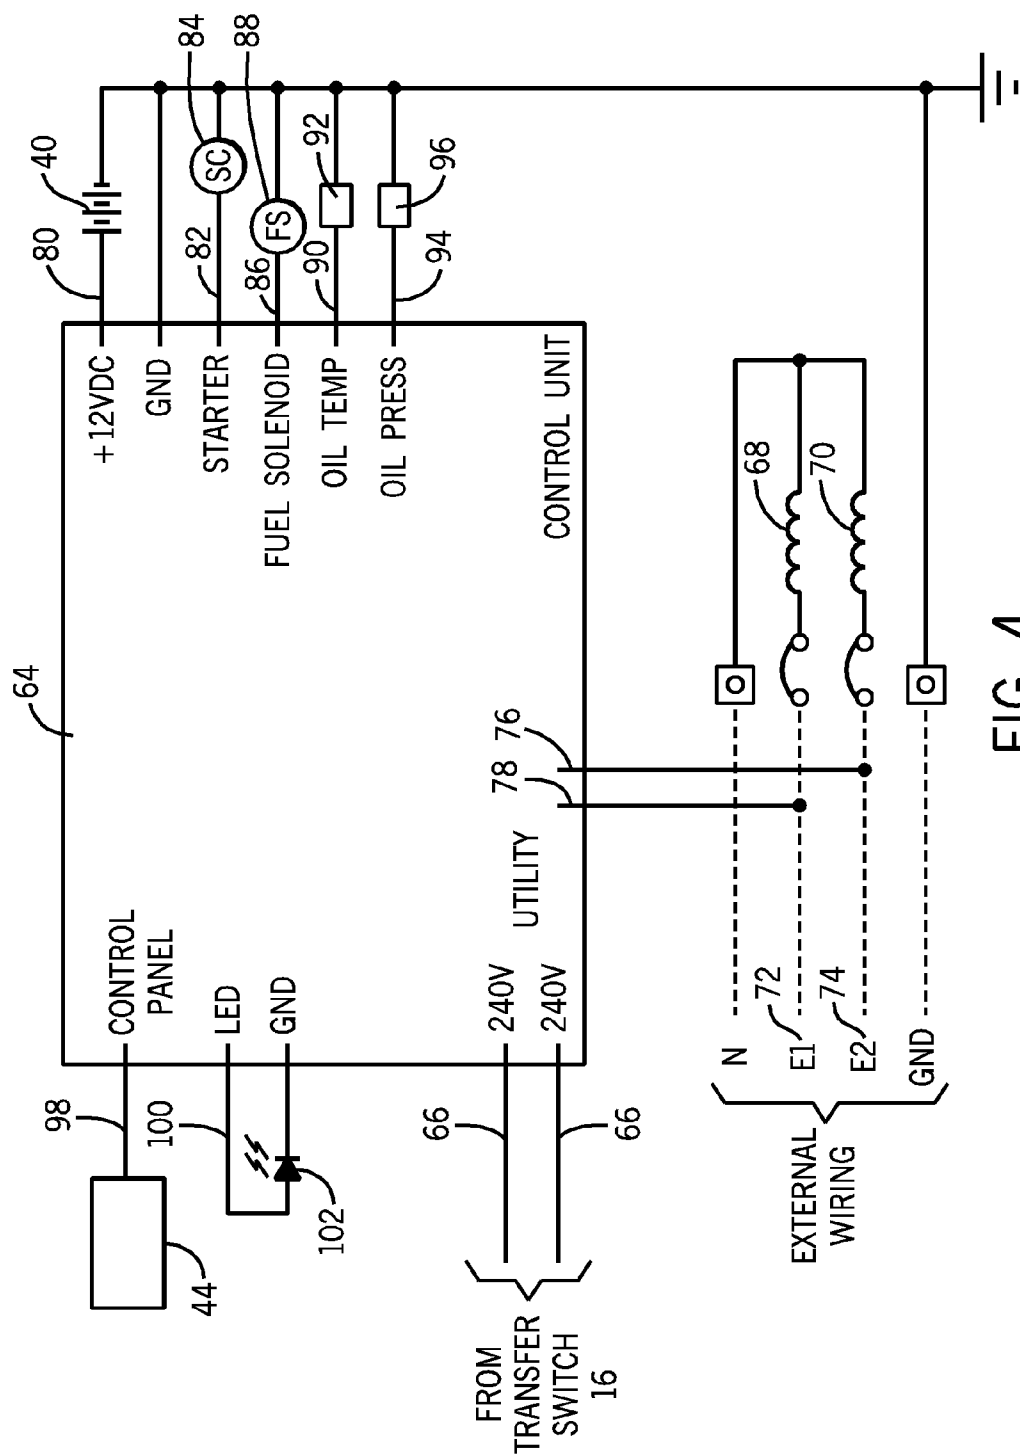 64
CONTROL
PANEL
LED
GND
240V
240V
UTILITY
78
76
+12VDC
GND
STARTER
FUEL SOLENOID
OIL TEMP
OIL PRESS
CONTROL UNIT
98
44
100
102
66
66
FROM
TRANSFER
SWITCH
16
80
40
82
84
86
88
90
92
94
96
EXTERNAL
WIRING
N
E1
E2
GND
72
74
68
70
SC
FS
FIG. 4